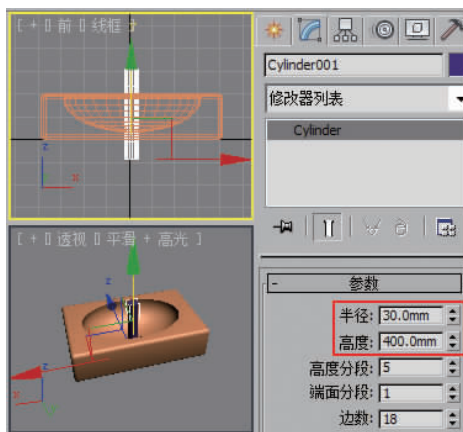 [ + [] 前 [] 线框 ]
z
x
[ + [] 透视 [] 平滑 + 高光 ]
z
z
x
Cylinder001
修改器列表
Cylinder
- 参数
半径: 30.0mm
高度: 400.0mm
高度分段: 5
端面分段: 1
边数: 18